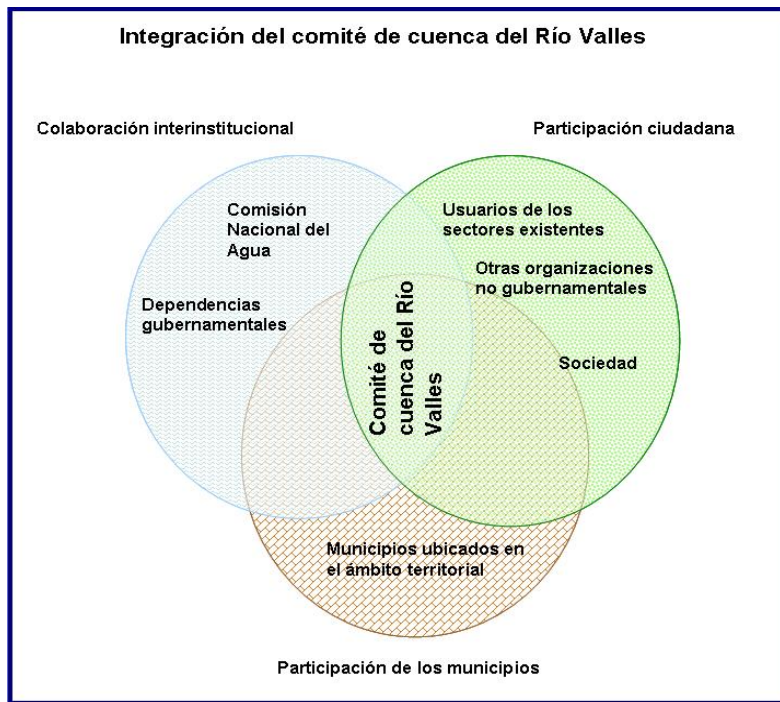 Integración del comité de cuenca del Río Valles
Colaboración interinstitucional
Participación ciudadana
Comisión
Nacional del
Agua
Dependencias
gubernamentales
Usuarios de los
sectores existentes
Otras organizaciones
no gubernamentales
Sociedad
Comité de
cuenca del Río
Valles
Municipios ubicados en
el ámbito territorial
Participación de los municipios